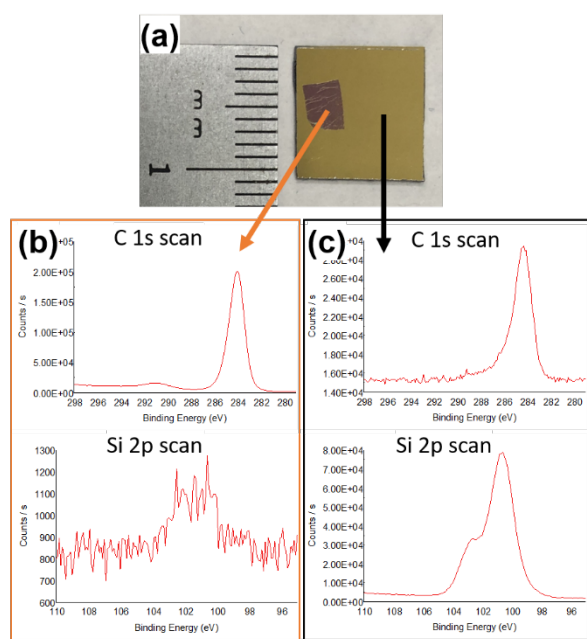 (a)
3
1
(b)
C 1s scan
2.50E+05
2.00E+05
1.50E+05
1.00E+05
5.00E+04
0.00E+00
Counts / s
298 296 294 292 290 288 286 284 282 280
Binding Energy (eV)
Si 2p scan
1300
1200
1100
1000
900
800
700
600
Counts / s
110 108 106 104 102 100 98 96
Binding Energy (eV)
(c)
C 1s scan
2.80E+04
2.60E+04
2.40E+04
2.20E+04
2.00E+04
1.80E+04
1.60E+04
1.40E+04
Counts / s
298 296 294 292 290 288 286 284 282 280
Binding Energy (eV)
Si 2p scan
8.00E+04
7.00E+04
6.00E+04
5.00E+04
4.00E+04
3.00E+04
2.00E+04
1.00E+04
0.00E+00
Counts / s
110 108 106 104 102 100 98 96
Binding Energy (eV)